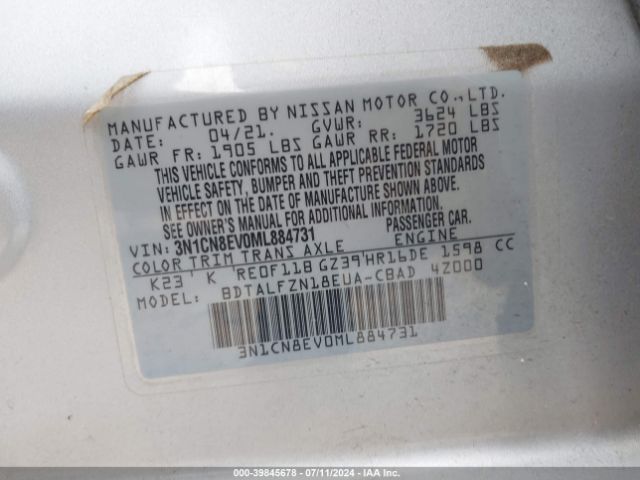 MANUFACTURED BY NISSAN MOTOR CO.,LTD.
DATE: 04/21. GVWR: 3624 LBS
GAWR FR: 1905 LBS GAWR RR: 1720 LBS
THIS VEHICLE CONFORMS TO ALL APPLICABLE FEDERAL MOTOR
VEHICLE SAFETY, BUMPER AND THEFT PREVENTION STANDARDS
IN EFFECT ON THE DATE OF MANUFACTURE SHOWN ABOVE.
SEE OWNER'S MANUAL FOR ADDITIONAL INFORMATION.
VIN: 3N1CN8EV0ML884731 PASSENGER CAR.
COLOR TRIM TRANS AXLE ENGINE
K23 K RE0F11B GZ39 HR16DE 1598 CC
MODEL: BDTALFZN18EUA-CBAD 4Z000
3N1CN8EV0ML884731
000-39845678 - 07/11/2024 - IAA Inc.